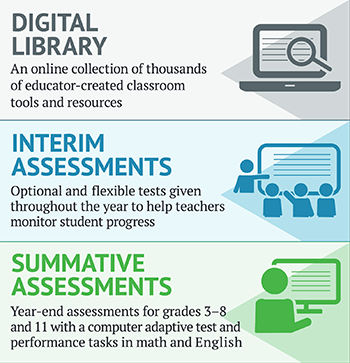 DIGITAL
LIBRARY
An online collection of thousands
of educator-created classroom
tools and resources
INTERIM
ASSESSMENTS
Optional and flexible tests given
throughout the year to help teachers
monitor student progress
SUMMATIVE
ASSESSMENTS
Year-end assessments for grades 3–8
and 11 with a computer adaptive test and
performance tasks in math and English